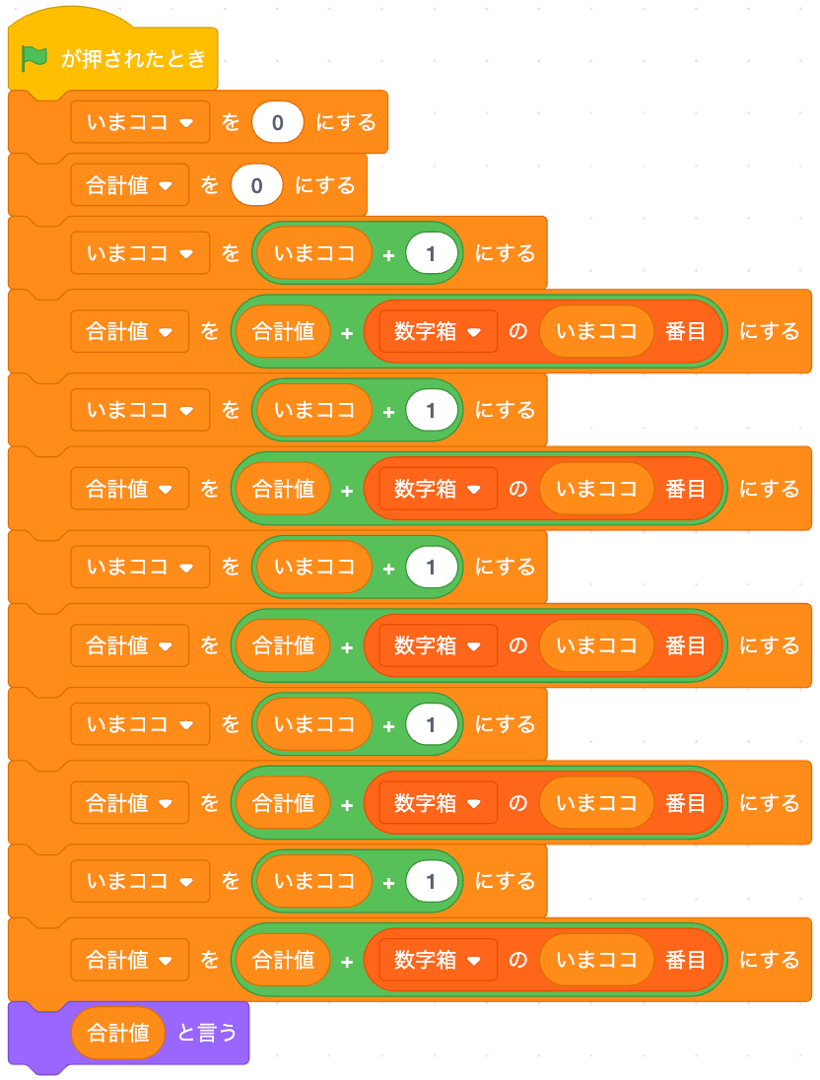 が押されたとき
いまココ を 0 にする
合計値 を 0 にする
いまココ を いまココ + 1 にする
合計値 を 合計値 + 数字箱 の いまココ 番目 にする
いまココ を いまココ + 1 にする
合計値 を 合計値 + 数字箱 の いまココ 番目 にする
いまココ を いまココ + 1 にする
合計値 を 合計値 + 数字箱 の いまココ 番目 にする
いまココ を いまココ + 1 にする
合計値 を 合計値 + 数字箱 の いまココ 番目 にする
いまココ を いまココ + 1 にする
合計値 を 合計値 + 数字箱 の いまココ 番目 にする
合計値 と言う